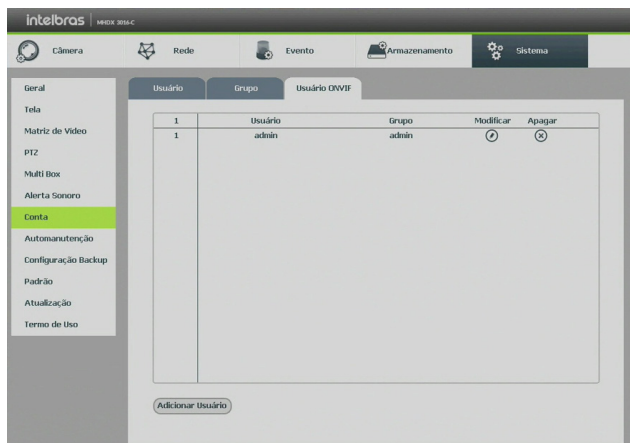 intelbras | MHDX 3016-C
Câmera Rede Evento Armazenamento Sistema
Geral
Tela
Matriz de Vídeo
PTZ
Multi Box
Alerta Sonoro
Conta
Automanutenção
Configuração Backup
Padrão
Atualização
Termo de Uso
Usuário Grupo Usuário ONVIF
1 Usuário Grupo Modificar Apagar
1 admin admin
Adicionar Usuário